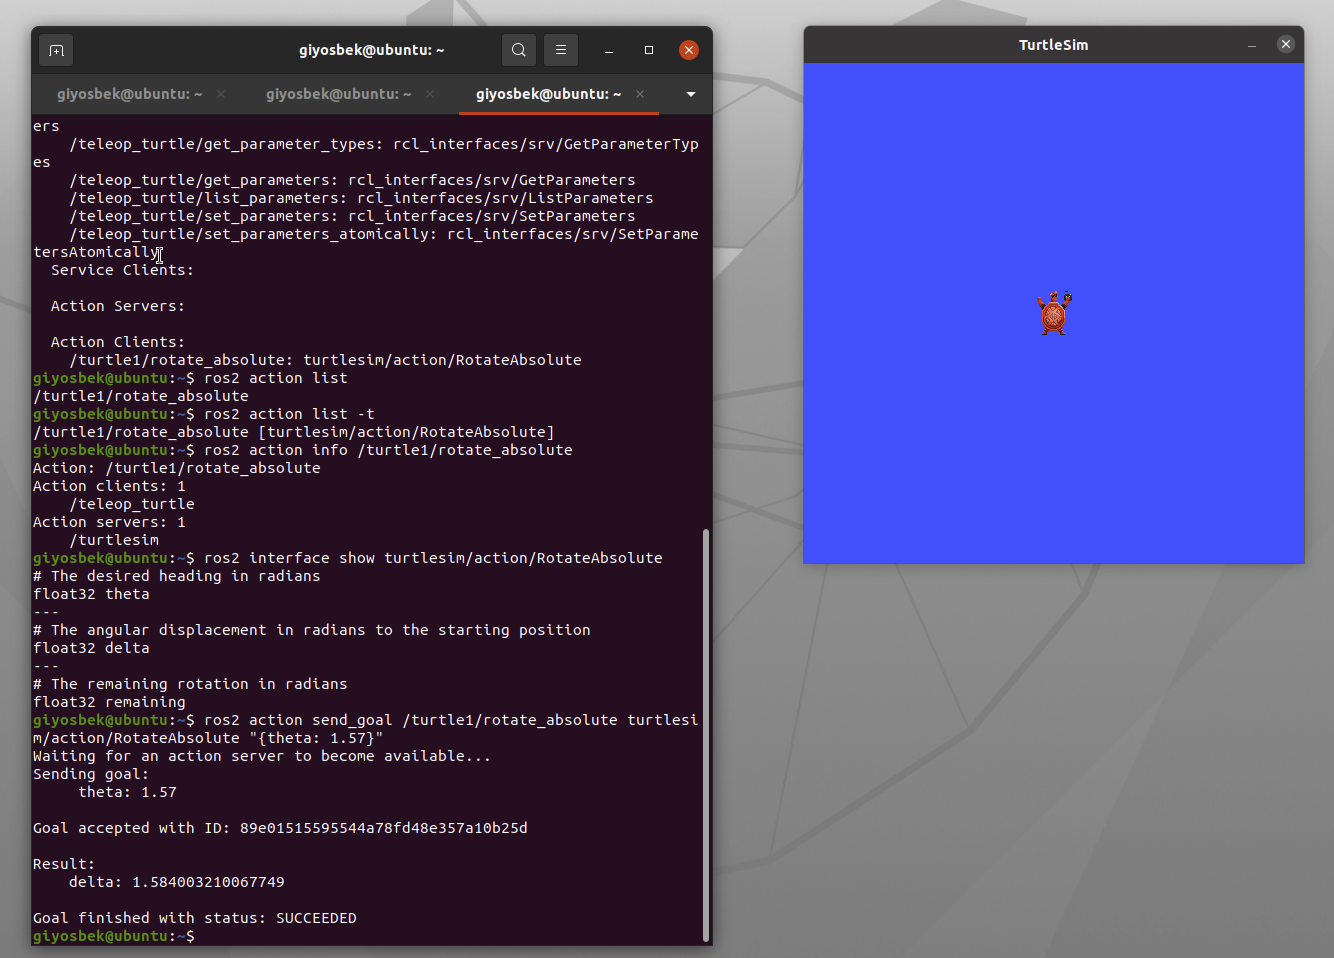 giyosbek@ubuntu: ~
giyosbek@ubuntu: ~
giyosbek@ubuntu: ~
giyosbek@ubuntu: ~
ers
/teleop_turtle/get_parameter_types: rcl_interfaces/srv/GetParameterTyp
es
/teleop_turtle/get_parameters: rcl_interfaces/srv/GetParameters
/teleop_turtle/list_parameters: rcl_interfaces/srv/ListParameters
/teleop_turtle/set_parameters: rcl_interfaces/srv/SetParameters
/teleop_turtle/set_parameters_atomically: rcl_interfaces/srv/SetParame
tersAtomically
Service Clients:
Action Servers:
Action Clients:
/turtle1/rotate_absolute: turtlesim/action/RotateAbsolute
giyosbek@ubuntu:~$ ros2 action list
/turtle1/rotate_absolute
giyosbek@ubuntu:~$ ros2 action list -t
/turtle1/rotate_absolute [turtlesim/action/RotateAbsolute]
giyosbek@ubuntu:~$ ros2 action info /turtle1/rotate_absolute
Action: /turtle1/rotate_absolute
Action clients: 1
/teleop_turtle
Action servers: 1
/turtlesim
giyosbek@ubuntu:~$ ros2 interface show turtlesim/action/RotateAbsolute
# The desired heading in radians
float32 theta
---
# The angular displacement in radians to the starting position
float32 delta
---
# The remaining rotation in radians
float32 remaining
giyosbek@ubuntu:~$ ros2 action send_goal /turtle1/rotate_absolute turtlesi
m/action/RotateAbsolute "{theta: 1.57}"
Waiting for an action server to become available...
Sending goal:
theta: 1.57
Goal accepted with ID: 89e01515595544a78fd48e357a10b25d
Result:
delta: 1.584003210067749
Goal finished with status: SUCCEEDED
giyosbek@ubuntu:~$
TurtleSim